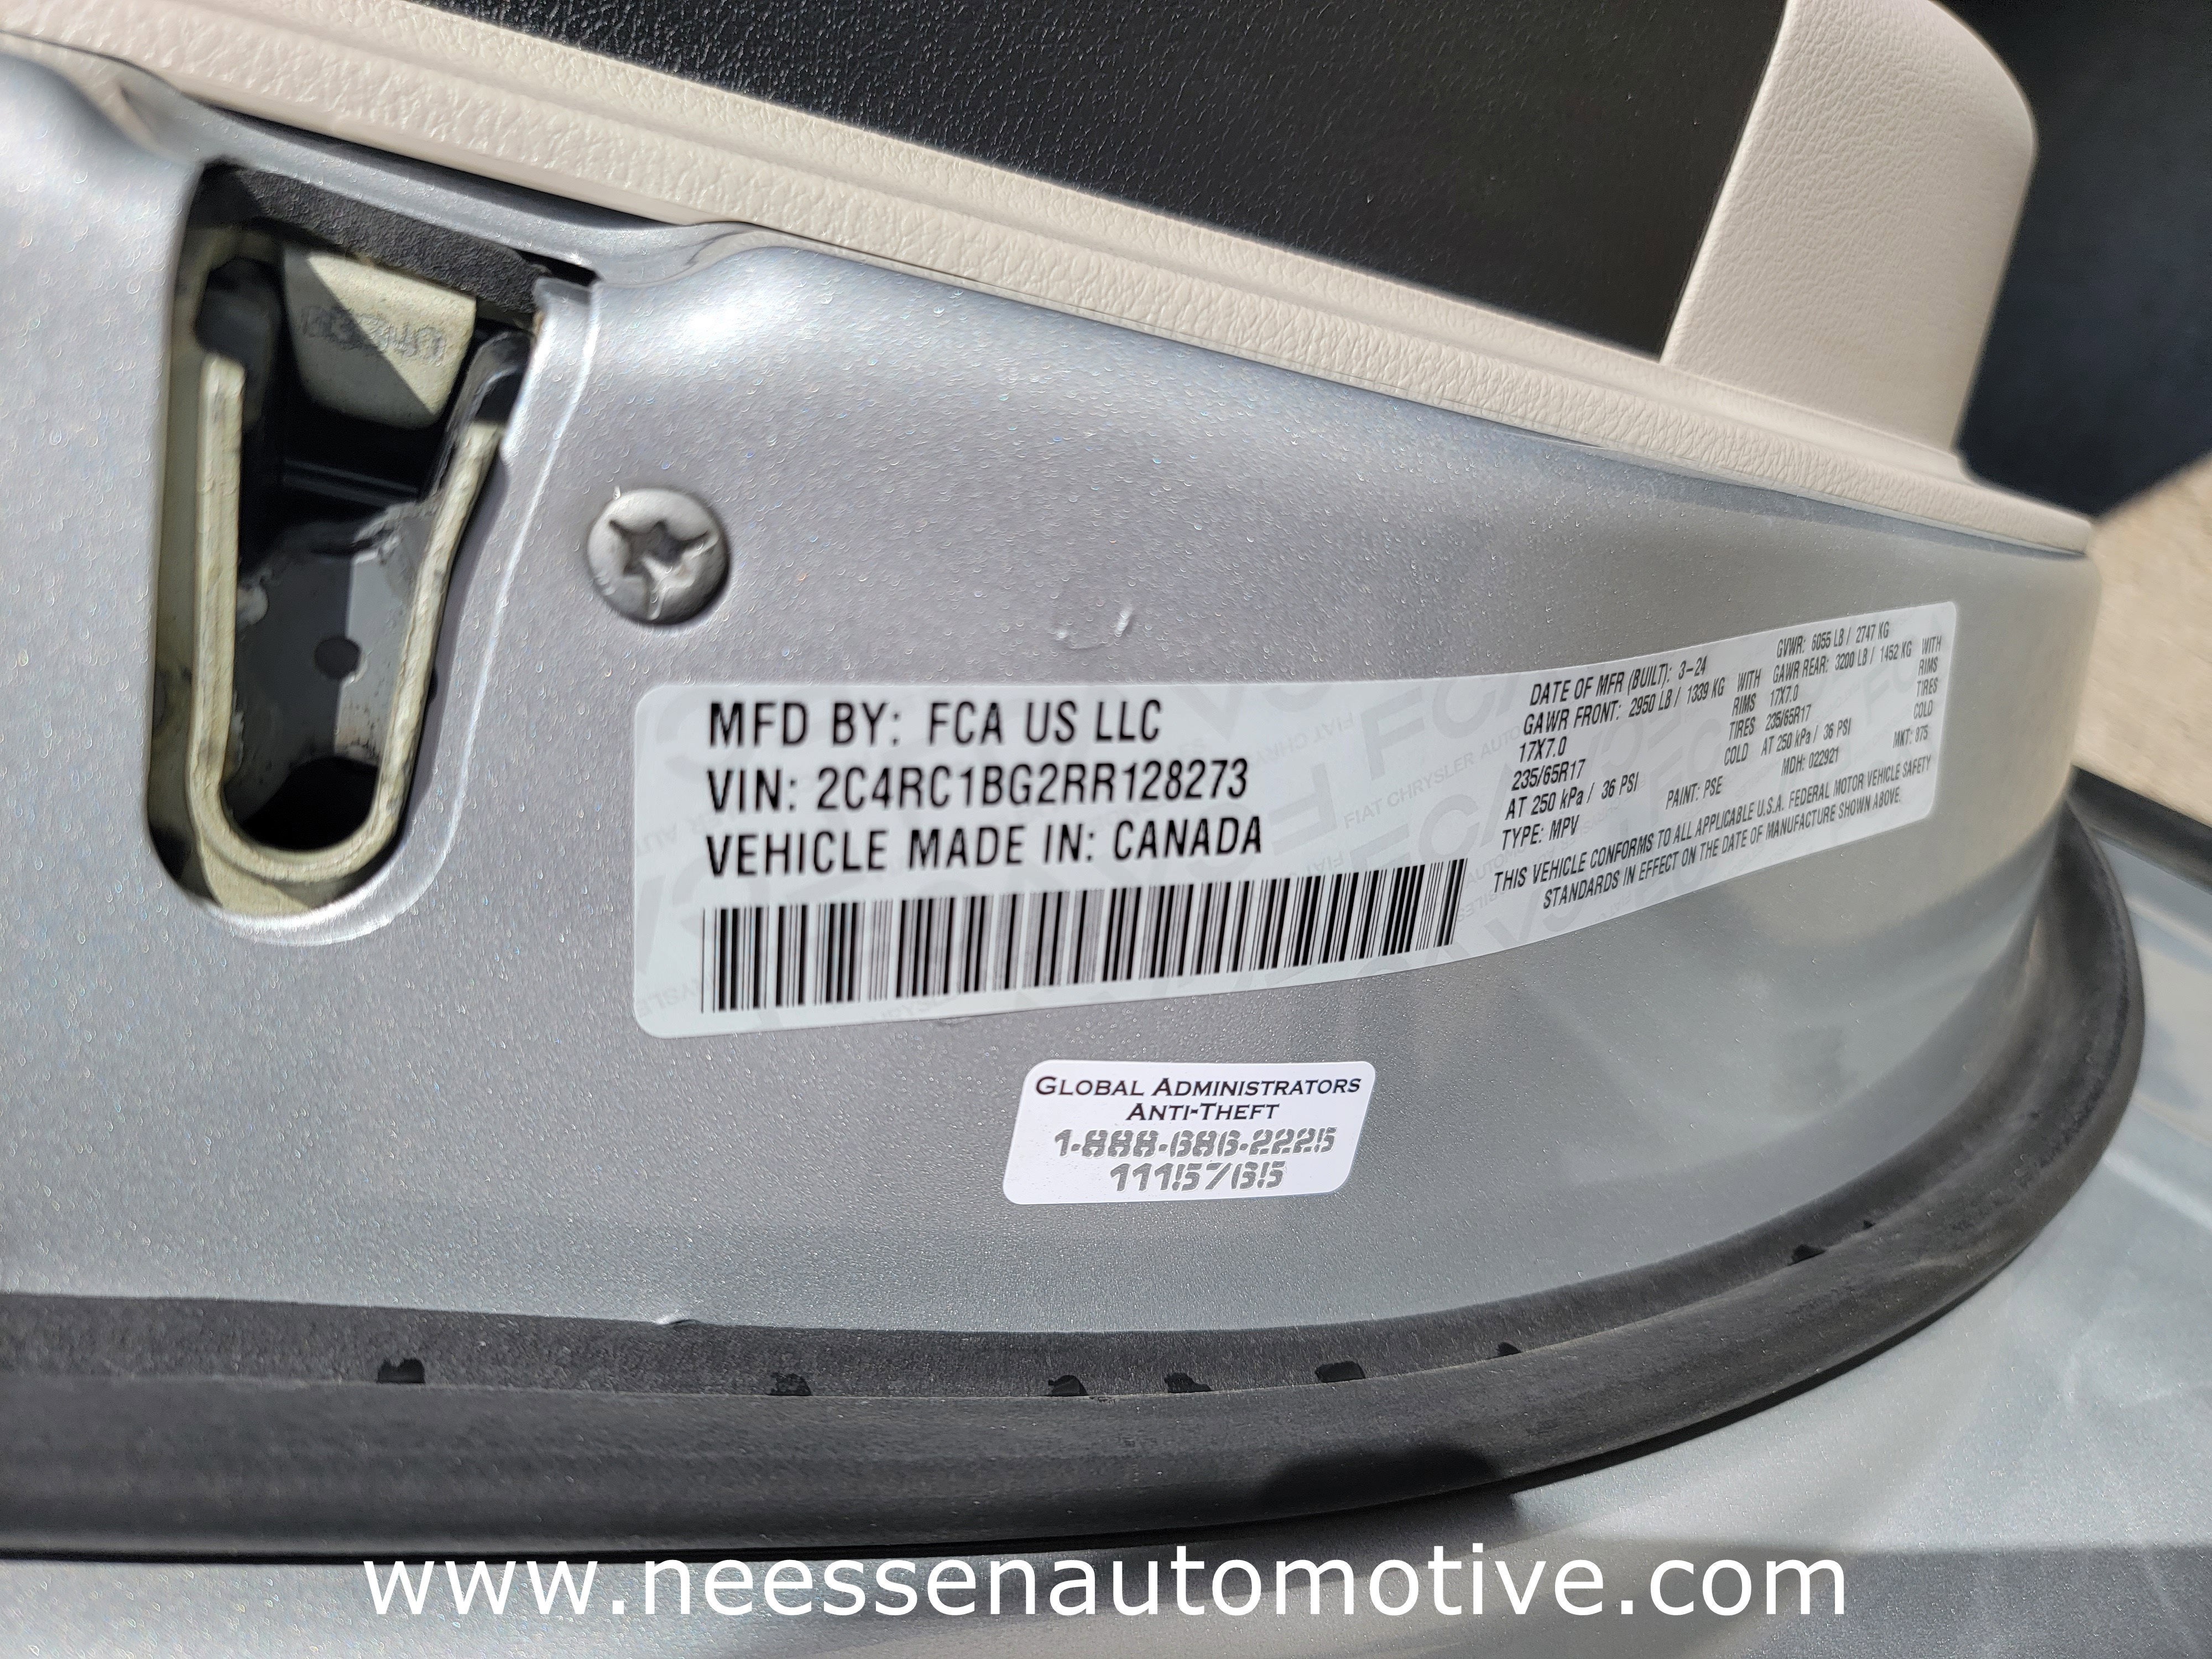 MFD BY: FCA US LLC
VIN: 2C4RC1BG2RR128273
VEHICLE MADE IN: CANADA
DATE OF MFR (BUILT): 3-24 GVWR: 6055 LB / 2747 KG
GAWR FRONT: 2950 LB / 1339 KG WITH GAWR REAR: 3200 LB / 1452 KG WITH
17X7.0 RIMS 17X7.0 RIMS
235/65R17 TIRES 235/65R17 TIRES
AT 250 kPa / 36 PSI COLD AT 250 kPa / 36 PSI COLD
TYPE: MPV PAINT: PSE MDH: 022921 MKT: 975
THIS VEHICLE CONFORMS TO ALL APPLICABLE U.S.A. FEDERAL MOTOR VEHICLE SAFETY
STANDARDS IN EFFECT ON THE DATE OF MANUFACTURE SHOWN ABOVE.
GLOBAL ADMINISTRATORS
ANTI-THEFT
1-888-686-2225
11157615
www.neessenautomotive.com